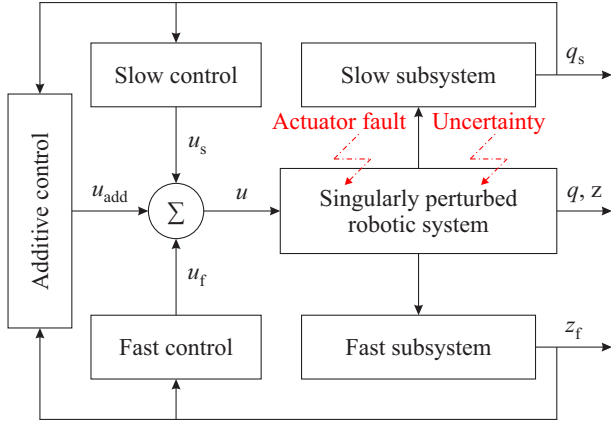 Slow control
Slow subsystem
q_s
Actuator fault
Uncertainty
u_s
Additive control
u_add
Σ
u
Singularly perturbed
robotic system
q, z
u_f
Fast control
Fast subsystem
z_f